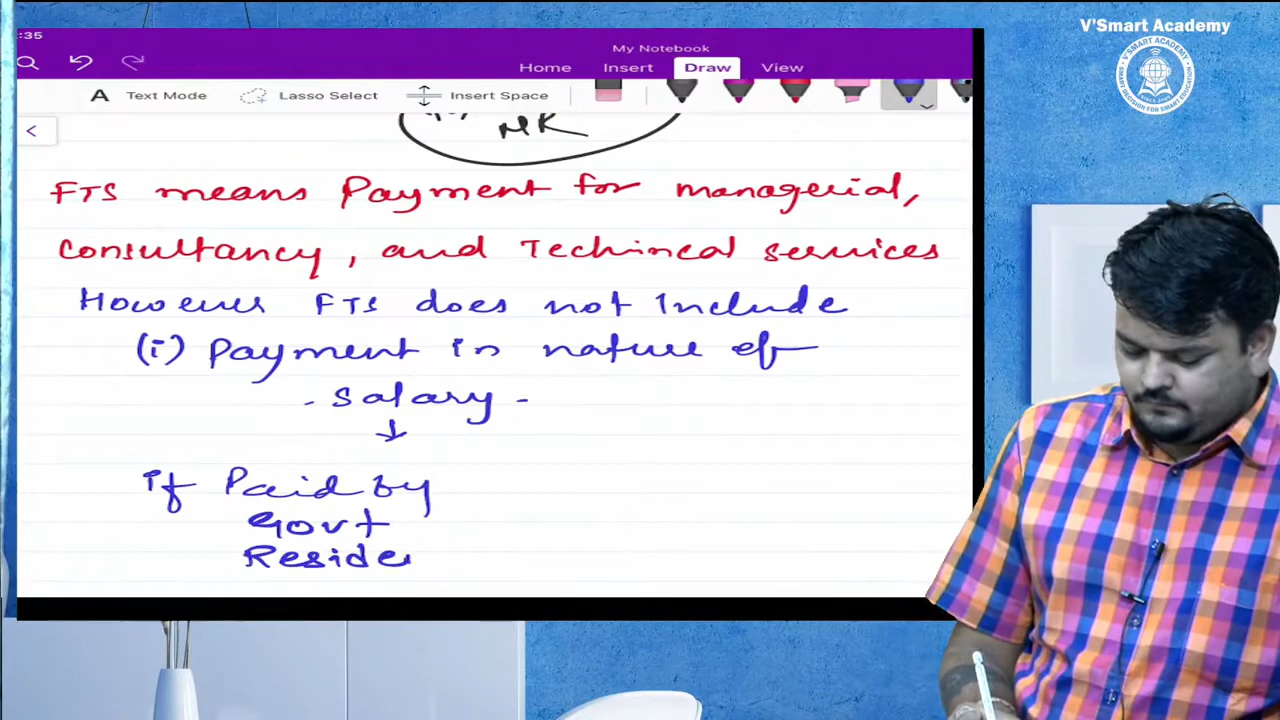 V'Smart Academy
:35
My Notebook
Home Insert Draw View
Text Mode Lasso Select Insert Space
NK
FTS means Payment for managerial,
Consultancy, and Techincal services
However FTS does not Include
(i) Payment in nature of
- Salary -
if Paid by
Govt
Reside